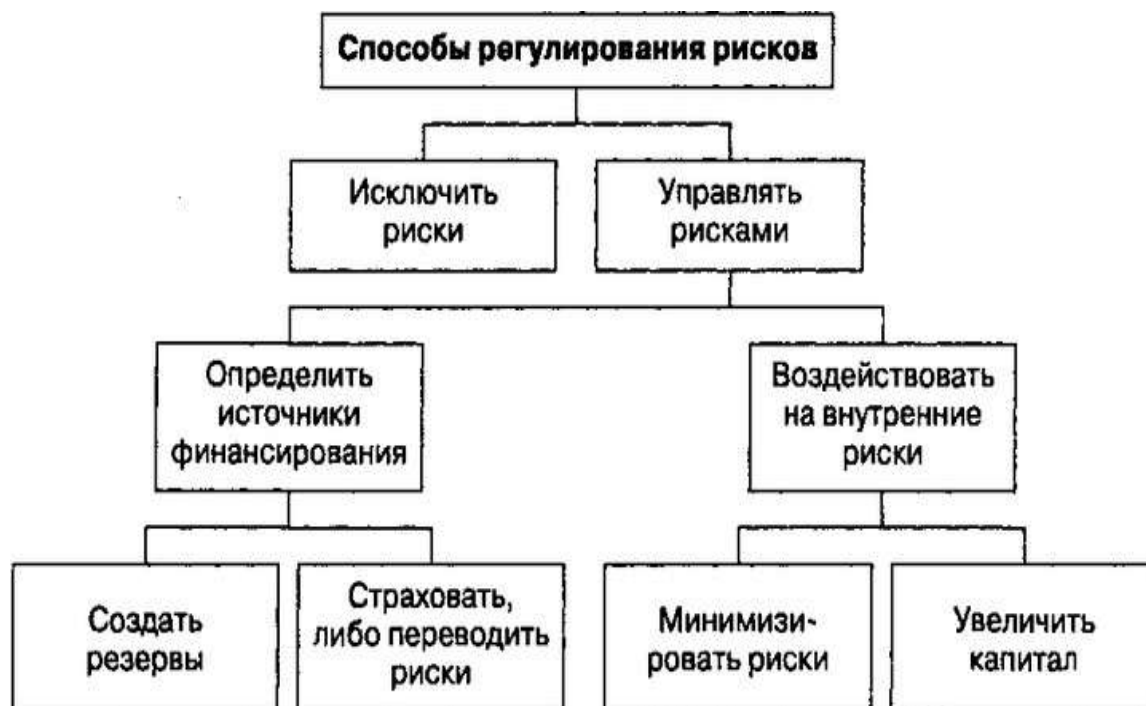 Способы регулирования рисков
Исключить
риски
Управлять
рисками
Определить
источники
финансирования
Воздействовать
на внутренние
риски
Создать
резервы
Страховать,
либо переводить
риски
Минимизи-
ровать риски
Увеличить
капитал